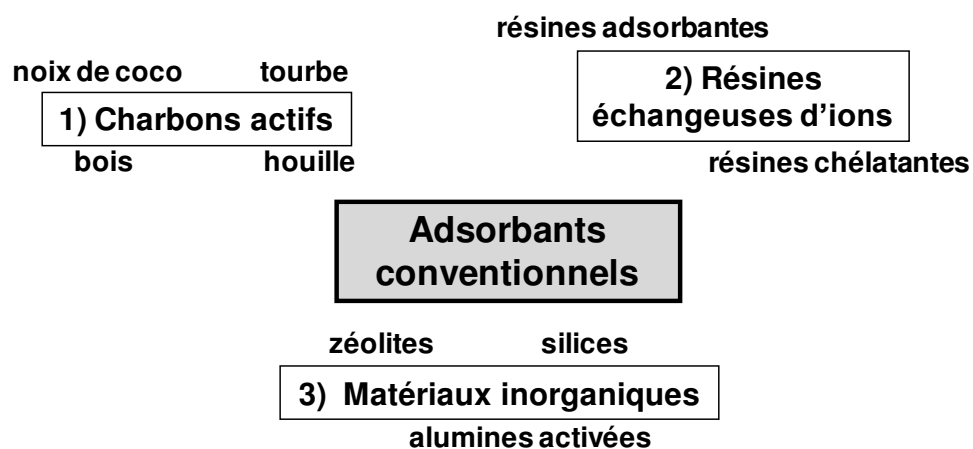 résines adsorbantes
noix de coco tourbe
1) Charbons actifs
bois houille
2) Résines
échangeuses d'ions
résines chélatantes
Adsorbants
conventionnels
zéolites silices
3) Matériaux inorganiques
alumines activées